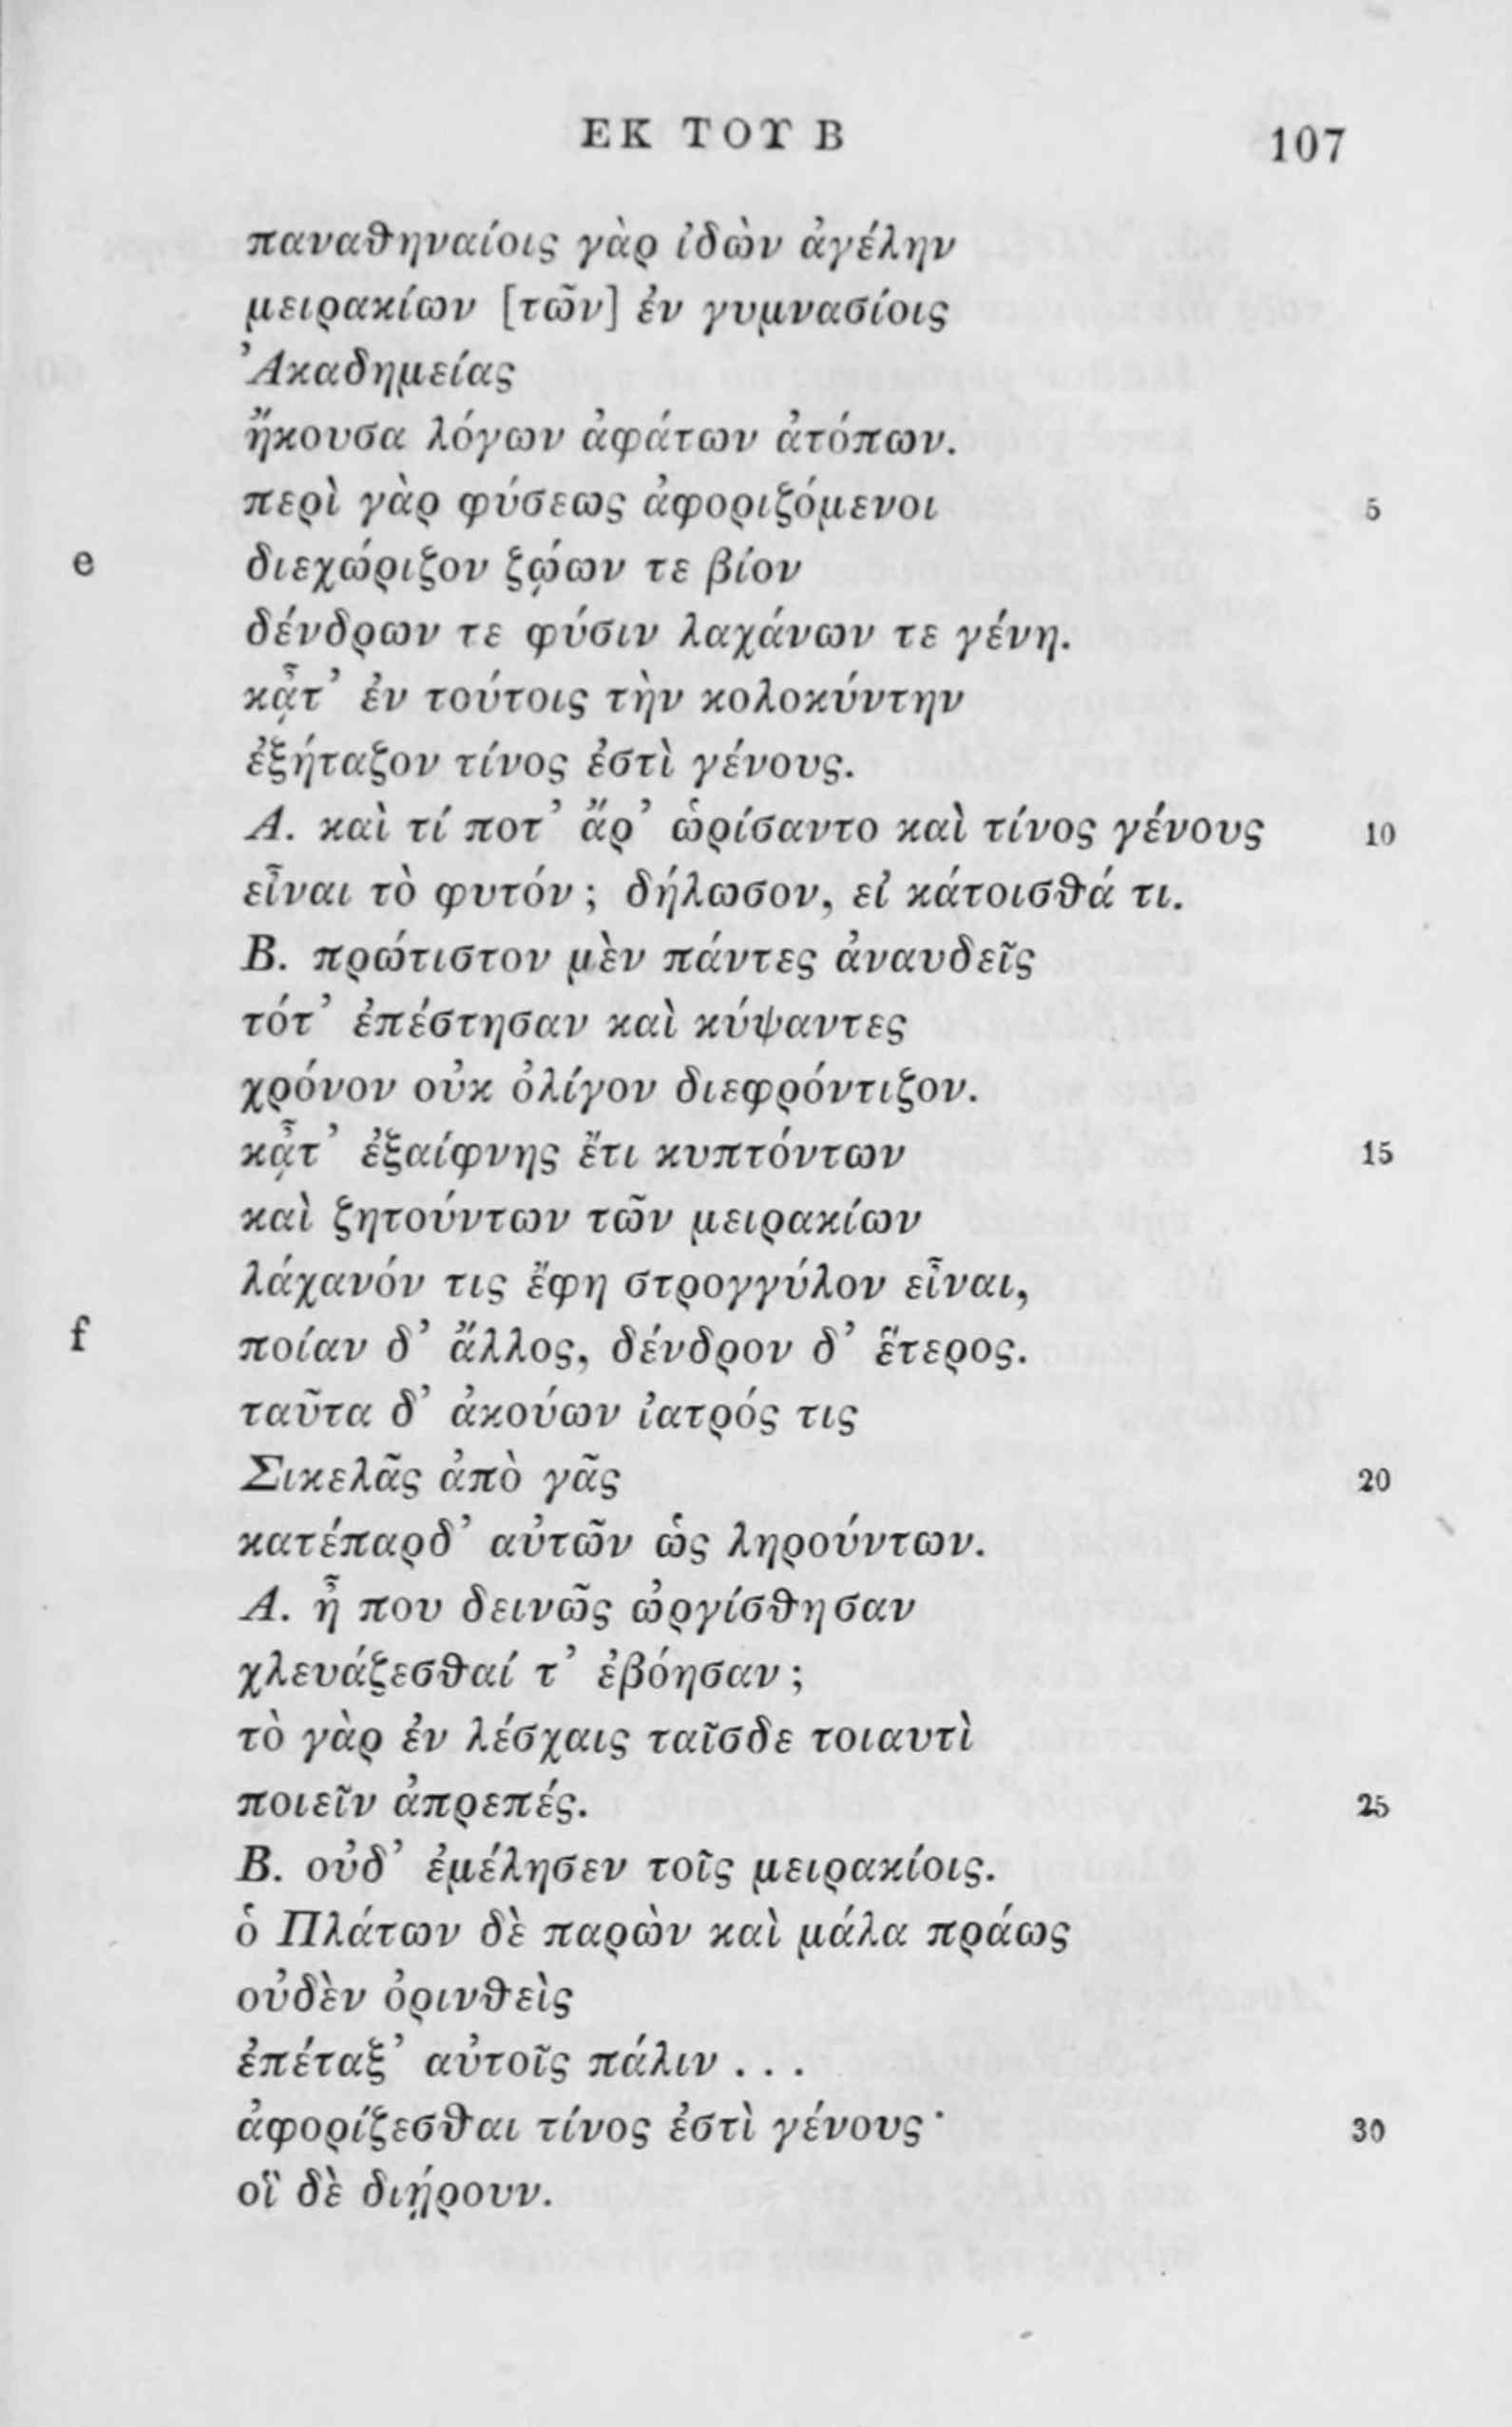 ΕΚ ΤΟΥ Β 107
παναθηναίοις γὰρ ἰδὼν ἀγέλην
μειρακίων [τῶν] ἐν γυμνασίοις
Ἀκαδημείας
ἤκουσα λόγων ἀφάτων ἀτόπων.
περὶ γὰρ φύσεως ἀφοριζόμενοι 5
e διεχώριζον ζῴων τε βίον
δένδρων τε φύσιν λαχάνων τε γένη.
κᾆτ’ ἐν τούτοις τὴν κολοκύντην
ἐξήταζον τίνος ἐστὶ γένους.
Α. καὶ τί ποτ’ ἄρ’ ὡρίσαντο καὶ τίνος γένους 10
εἶναι τὸ φυτόν; δήλωσον, εἰ κάτοισθά τι.
Β. πρώτιστον μὲν πάντες ἀναυδεῖς
τότ’ ἐπέστησαν καὶ κύψαντες
χρόνον οὐκ ὀλίγον διεφρόντιζον.
κᾆτ’ ἐξαίφνης ἔτι κυπτόντων 15
καὶ ζητούντων τῶν μειρακίων
λάχανόν τις ἔφη στρογγύλον εἶναι,
f ποίαν δ’ ἄλλος, δένδρον δ’ ἕτερος.
ταῦτα δ’ ἀκούων ἰατρός τις
Σικελᾶς ἀπὸ γᾶς 20
κατέπαρδ’ αὐτῶν ὡς ληρούντων.
Α. ἦ που δεινῶς ὠργίσθησαν
χλευάζεσθαί τ’ ἐβόησαν;
τὸ γὰρ ἐν λέσχαις ταῖσδε τοιαυτὶ
ποιεῖν ἀπρεπές. 25
Β. οὐδ’ ἐμέλησεν τοῖς μειρακίοις.
ὁ Πλάτων δὲ παρὼν καὶ μάλα πράως
οὐδὲν ὀρινθεὶς
ἐπέταξ’ αὐτοῖς πάλιν . . .
ἀφορίζεσθαι τίνος ἐστὶ γένους· 30
οἳ δὲ διῄρουν.